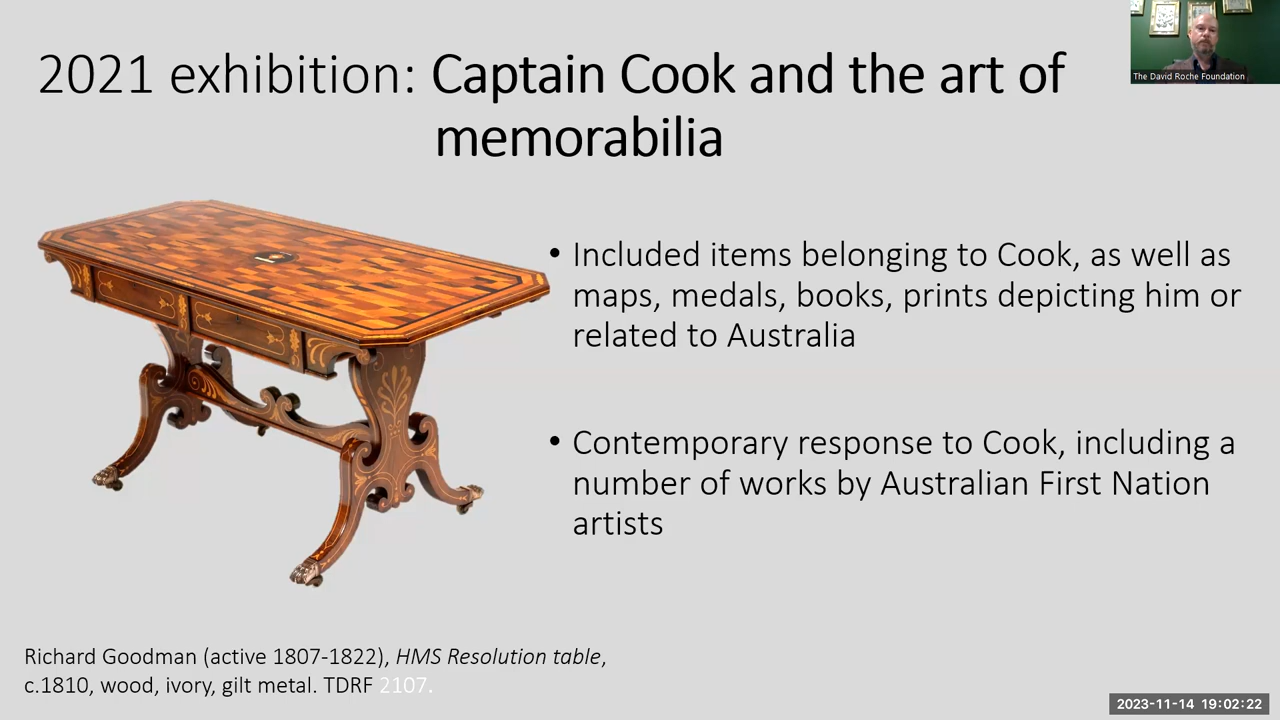 2021 exhibition: Captain Cook and the art of
memorabilia
The David Roche Foundation
• Included items belonging to Cook, as well as
maps, medals, books, prints depicting him or
related to Australia
• Contemporary response to Cook, including a
number of works by Australian First Nation
artists
Richard Goodman (active 1807-1822), HMS Resolution table,
c.1810, wood, ivory, gilt metal. TDRF 2107.
2023-11-14 19:02:22